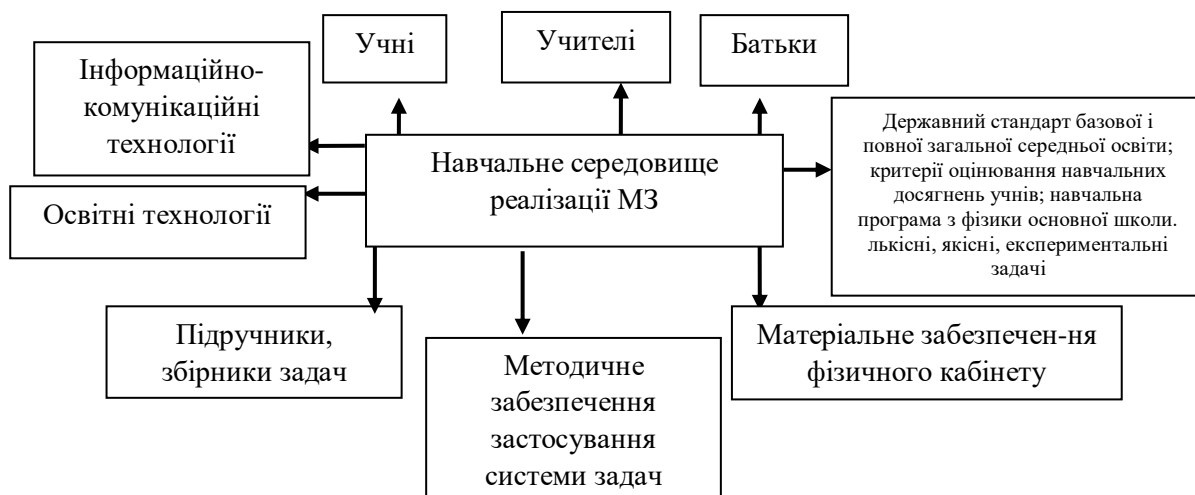 Учні
Учителі
Батьки
Інформаційно-
комунікаційні
технології
Освітні технології
Навчальне середовище
реалізації МЗ
Державний стандарт базової і
повної загальної середньої освіти;
критерії оцінювання навчальних
досягнень учнів; навчальна
програма з фізики основної школи.
лькісні, якісні, експериментальні
задачі
Підручники,
збірники задач
Методичне
забезпечення
застосування
системи задач
Матеріальне забезпечен-ня
фізичного кабінету